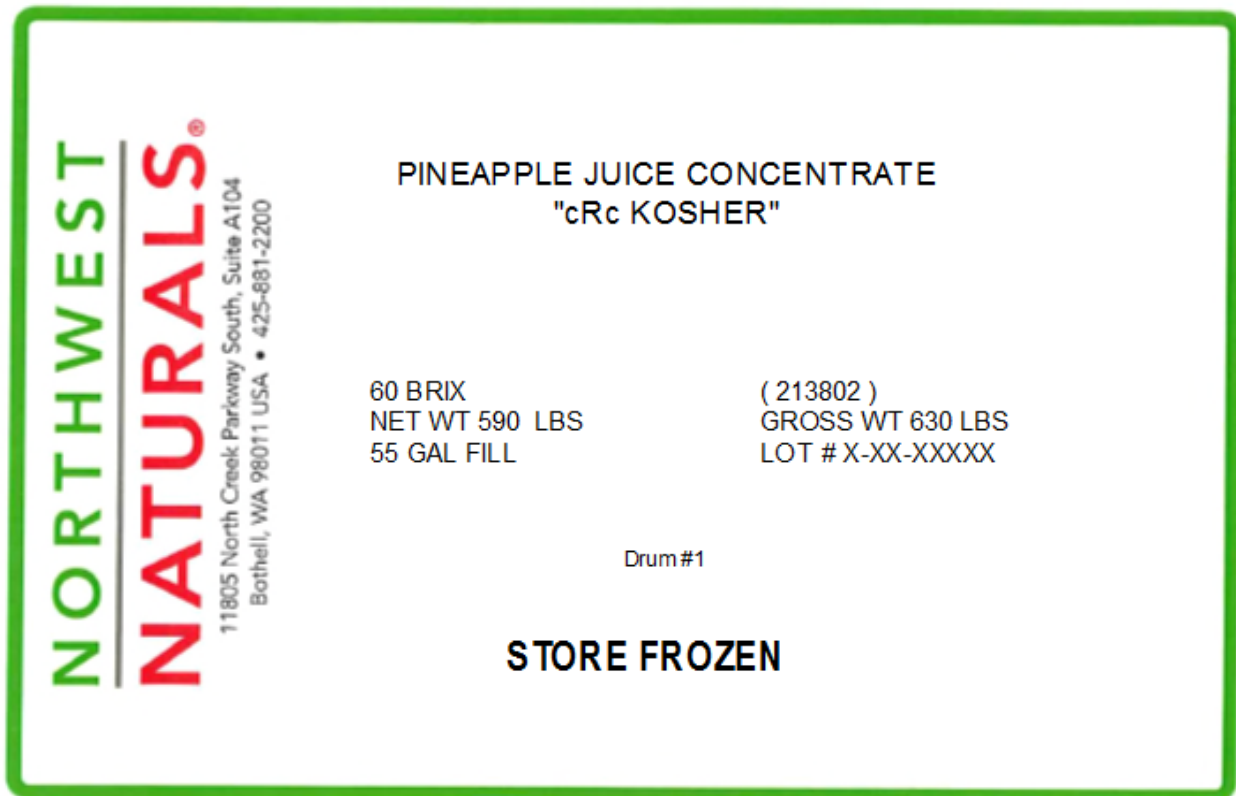 NORTHWEST
NATURALS®
11805 North Creek Parkway South, Suite A104
Bothell, WA 98011 USA • 425-881-2200
PINEAPPLE JUICE CONCENTRATE
"cRc KOSHER"
60 BRIX ( 213802 )
NET WT 590 LBS GROSS WT 630 LBS
55 GAL FILL LOT # X-XX-XXXXX
Drum #1
STORE FROZEN